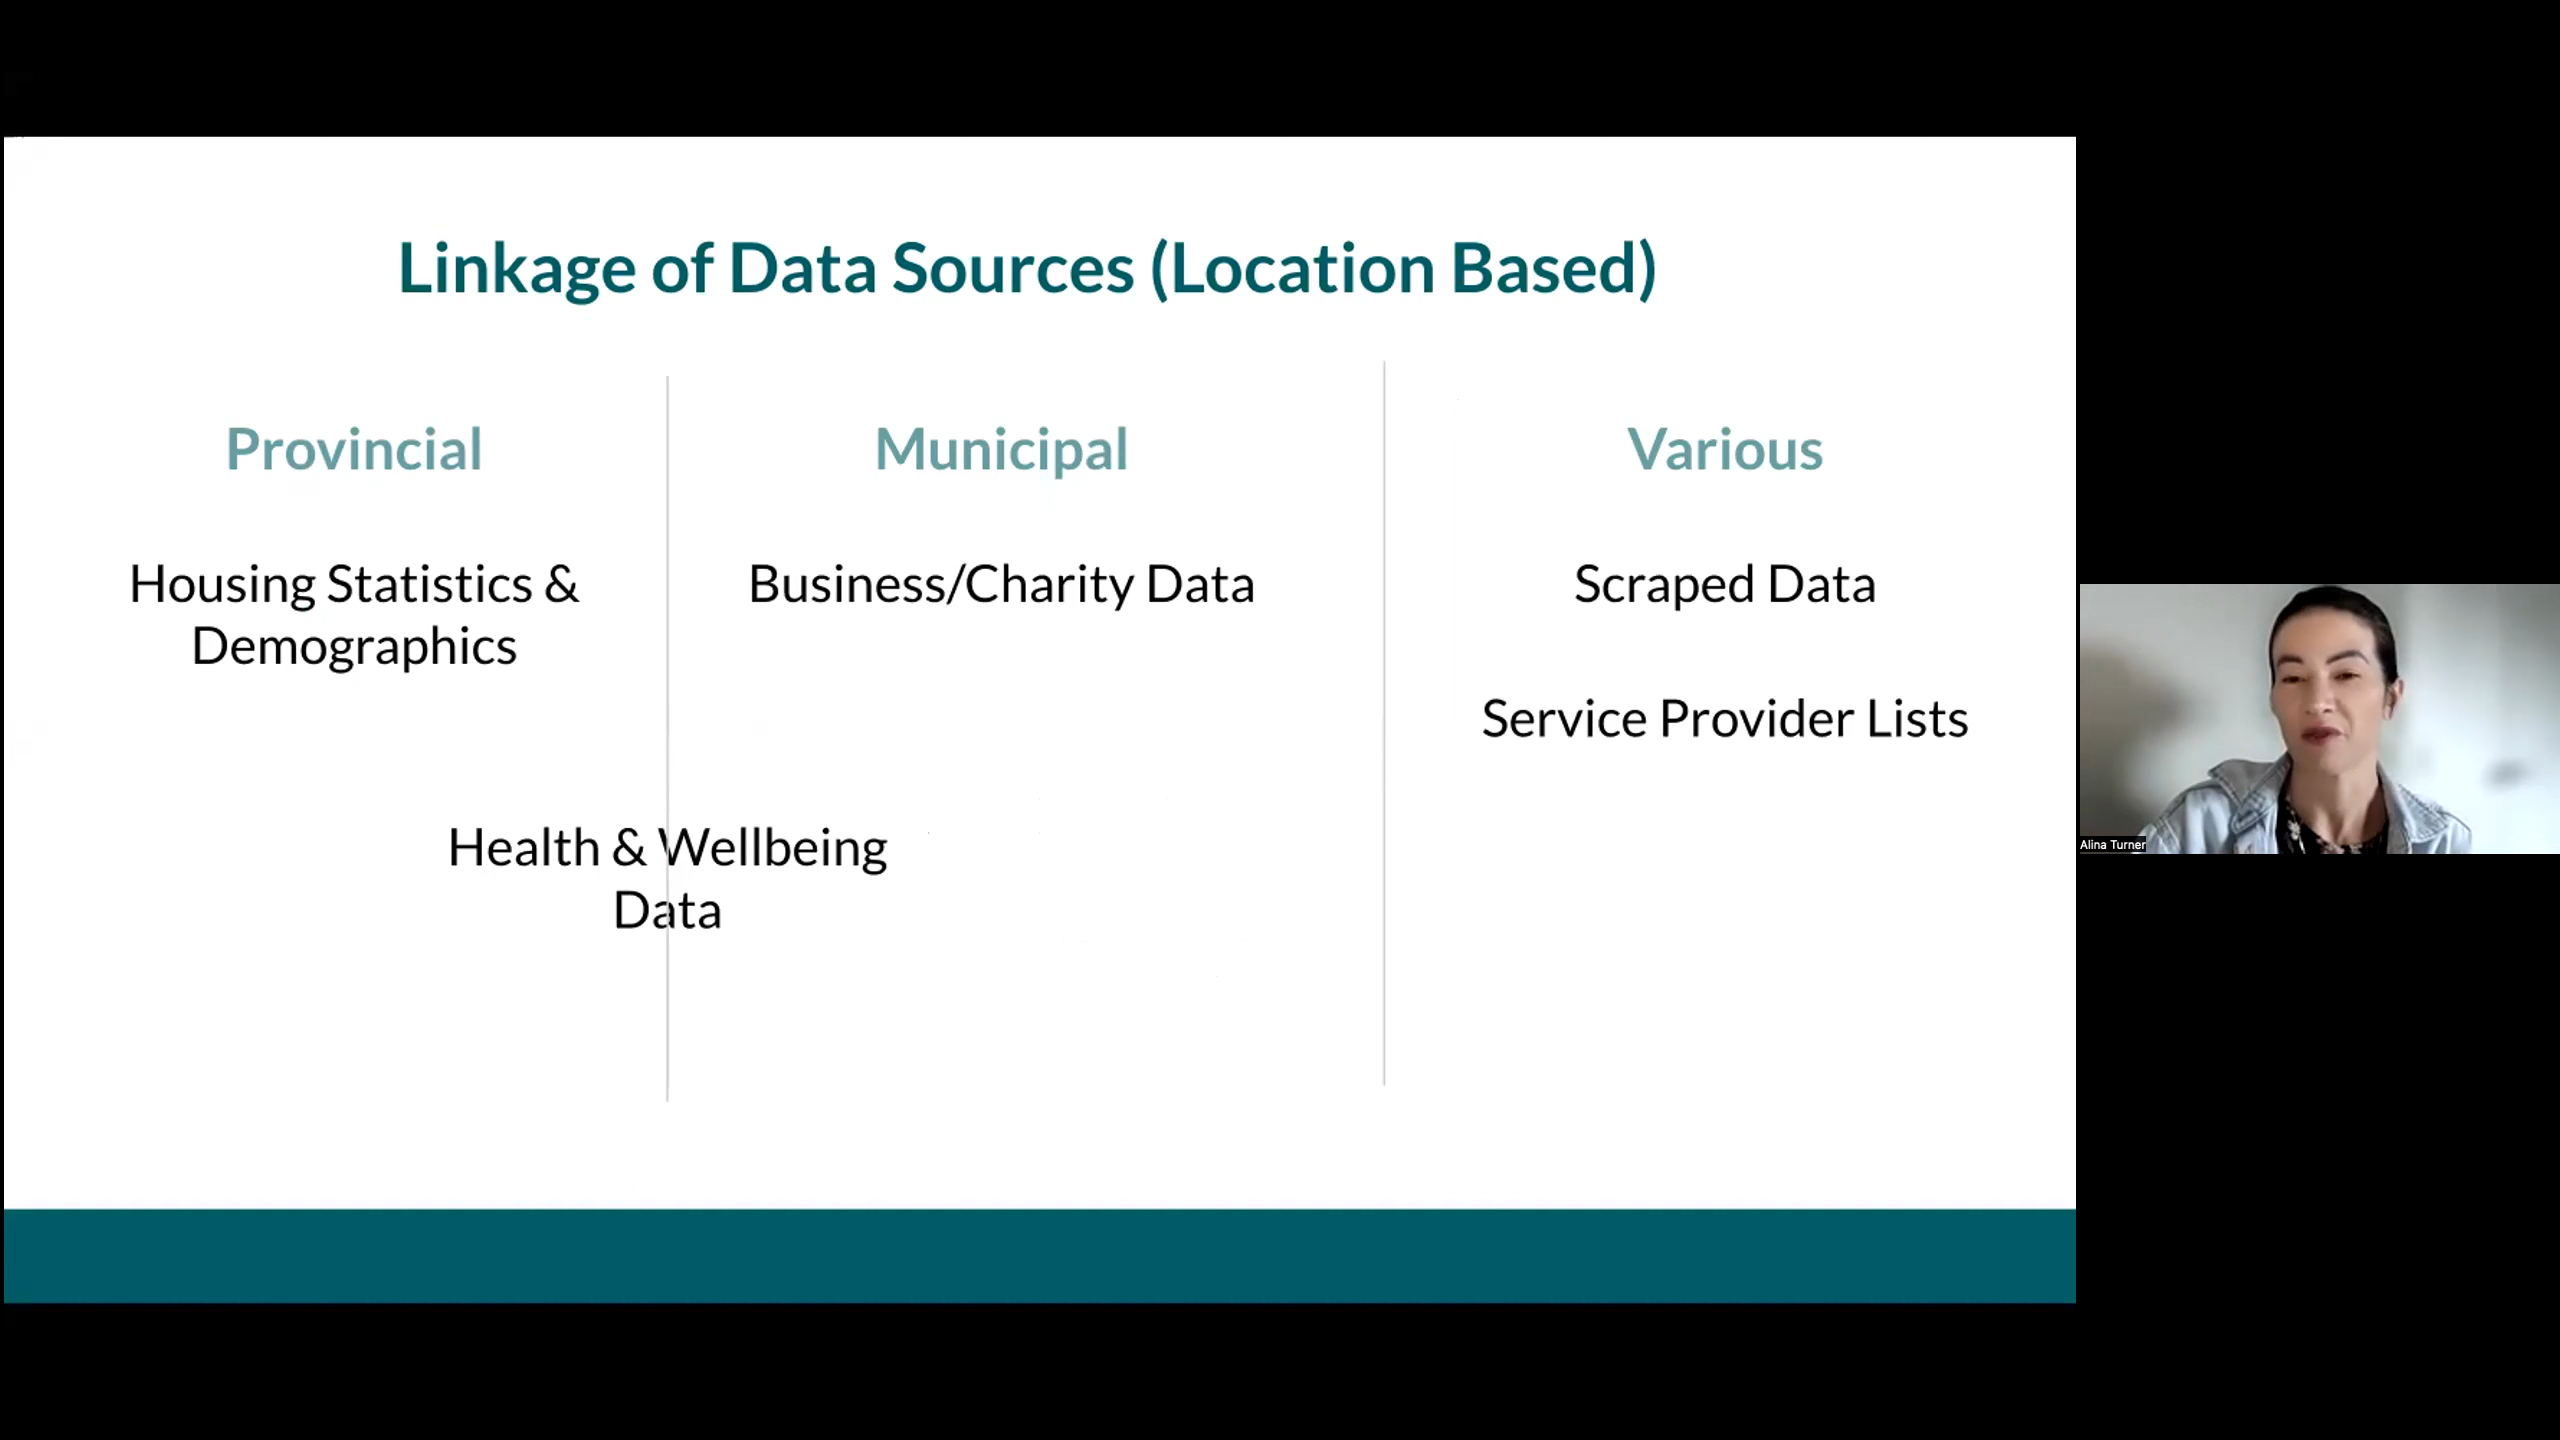 Linkage of Data Sources (Location Based)
Provincial
Housing Statistics &
Demographics
Municipal
Business/Charity Data
Health & Wellbeing
Data
Various
Scraped Data
Service Provider Lists
Alina Turner